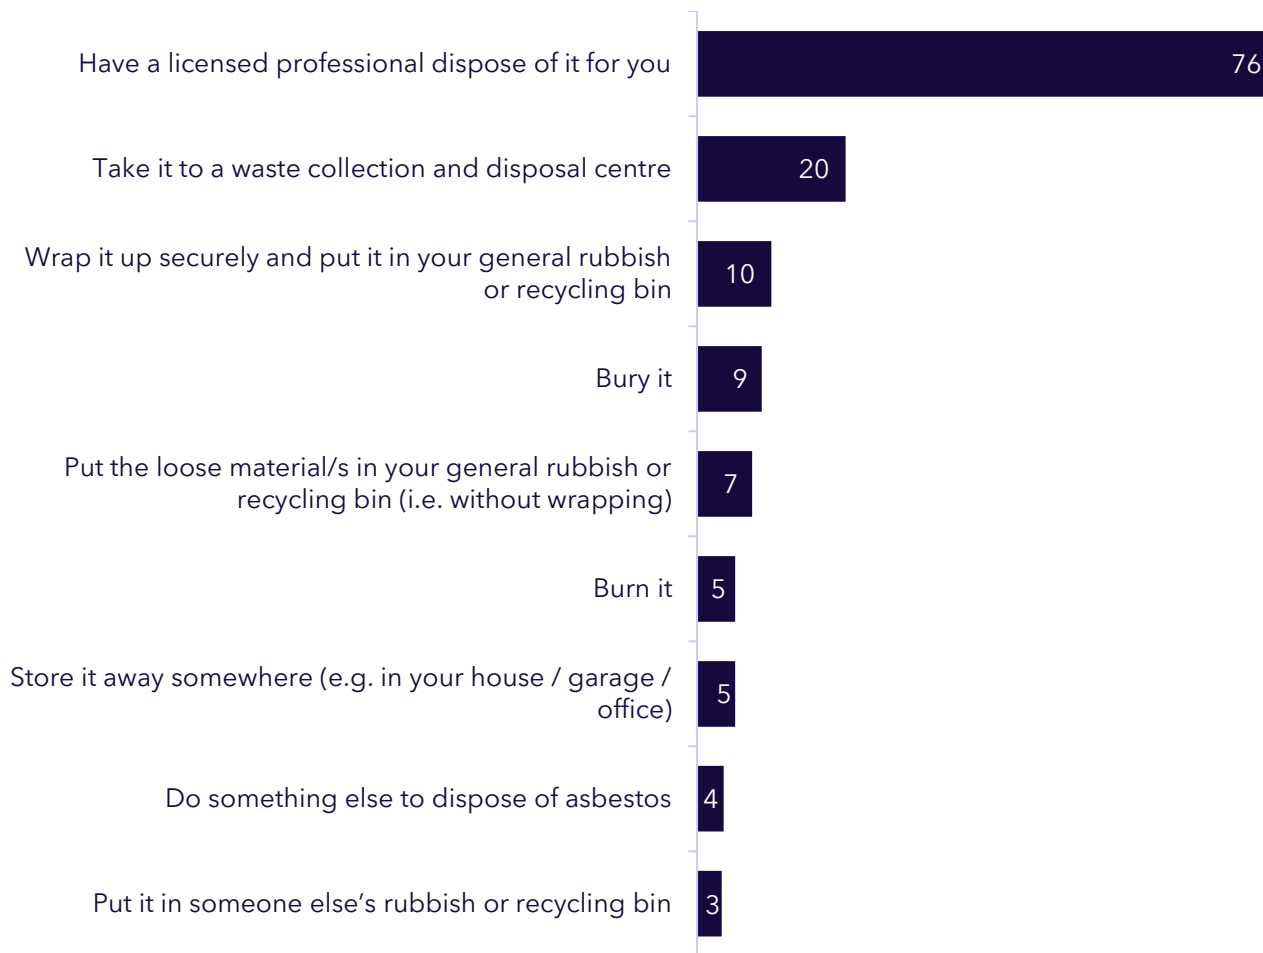 Have a licensed professional dispose of it for you
76
Take it to a waste collection and disposal centre
20
Wrap it up securely and put it in your general rubbish
or recycling bin
10
Bury it
9
Put the loose material/s in your general rubbish or
recycling bin (i.e. without wrapping)
7
Burn it
5
Store it away somewhere (e.g. in your house / garage /
office)
5
Do something else to dispose of asbestos
4
Put it in someone else’s rubbish or recycling bin
3